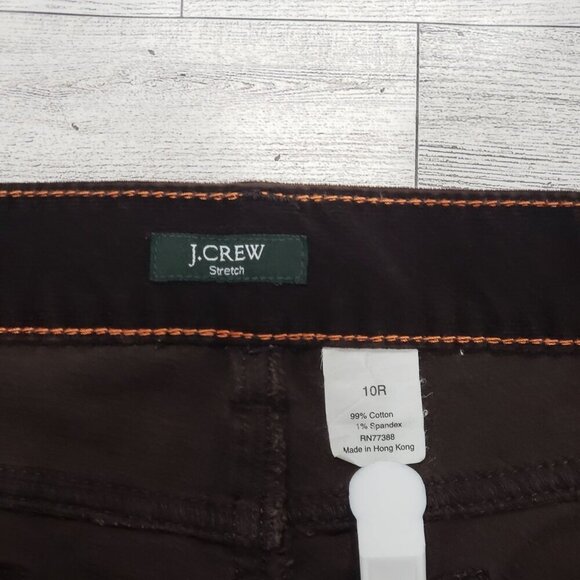 J.CREW
Stretch
10R
99% Cotton
1% Spandex
RN77388
Made in Hong Kong